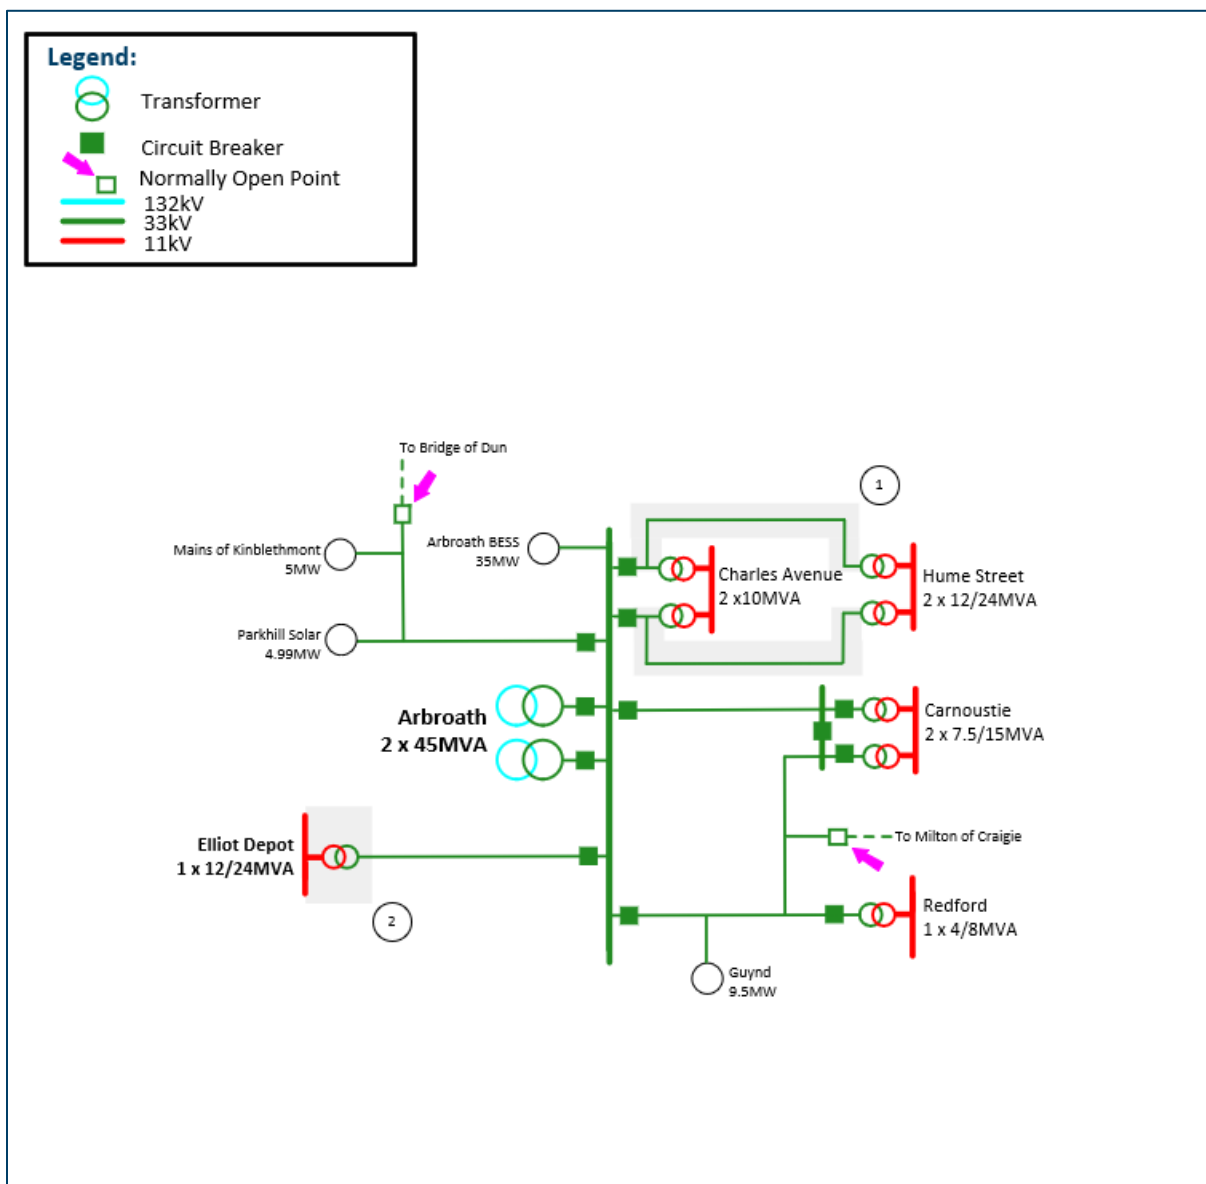 Legend:
Transformer
Circuit Breaker
Normally Open Point
132kV
33kV
11kV
To Bridge of Dun
1
Mains of Kinblethmont
5MW
Arbroath BESS
35MW
Charles Avenue
2 x10MVA
Hume Street
2 x 12/24MVA
Parkhill Solar
4.99MW
Arbroath
2 x 45MVA
Carnoustie
2 x 7.5/15MVA
To Milton of Craigie
Elliot Depot
1 x 12/24MVA
2
Redford
1 x 4/8MVA
Guynd
9.5MW